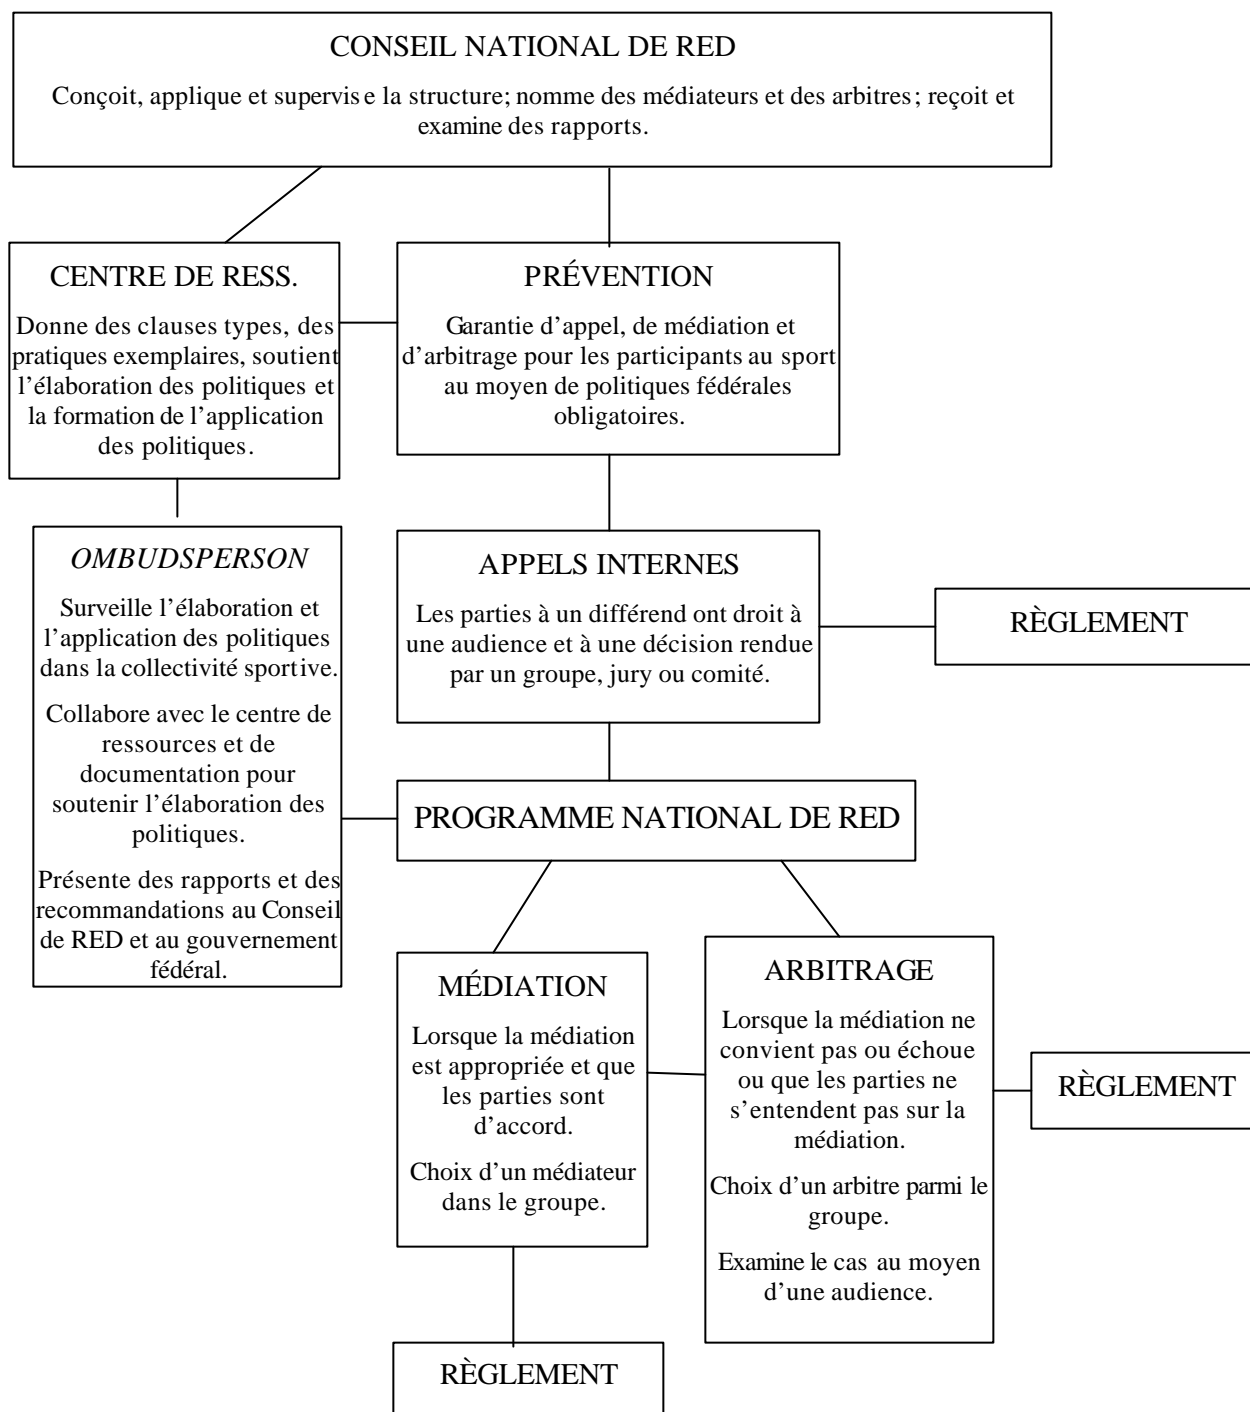 CONSEIL NATIONAL DE RED
Conçoit, applique et supervise la structure; nomme des médiateurs et des arbitres; reçoit et
examine des rapports.
CENTRE DE RESS.
Donne des clauses types, des
pratiques exemplaires, soutient
l'élaboration des politiques et
la formation de l'application
des politiques.
PRÉVENTION
Garantie d'appel, de médiation et
d'arbitrage pour les participants au sport
au moyen de politiques fédérales
obligatoires.
OMBUDSPERSON
Surveille l'élaboration et
l'application des politiques
dans la collectivité sportive.
Collabore avec le centre de
ressources et de
documentation pour
soutenir l'élaboration des
politiques.
Présente des rapports et des
recommandations au Conseil
de RED et au gouvernement
fédéral.
APPELS INTERNES
Les parties à un différend ont droit à
une audience et à une décision rendue
par un groupe, jury ou comité.
RÈGLEMENT
PROGRAMME NATIONAL DE RED
MÉDIATION
Lorsque la médiation
est appropriée et que
les parties sont
d'accord.
Choix d'un médiateur
dans le groupe.
ARBITRAGE
Lorsque la médiation ne
convient pas ou échoue
ou que les parties ne
s'entendent pas sur la
médiation.
Choix d'un arbitre parmi le
groupe.
Examine le cas au moyen
d'une audience.
RÈGLEMENT
RÈGLEMENT